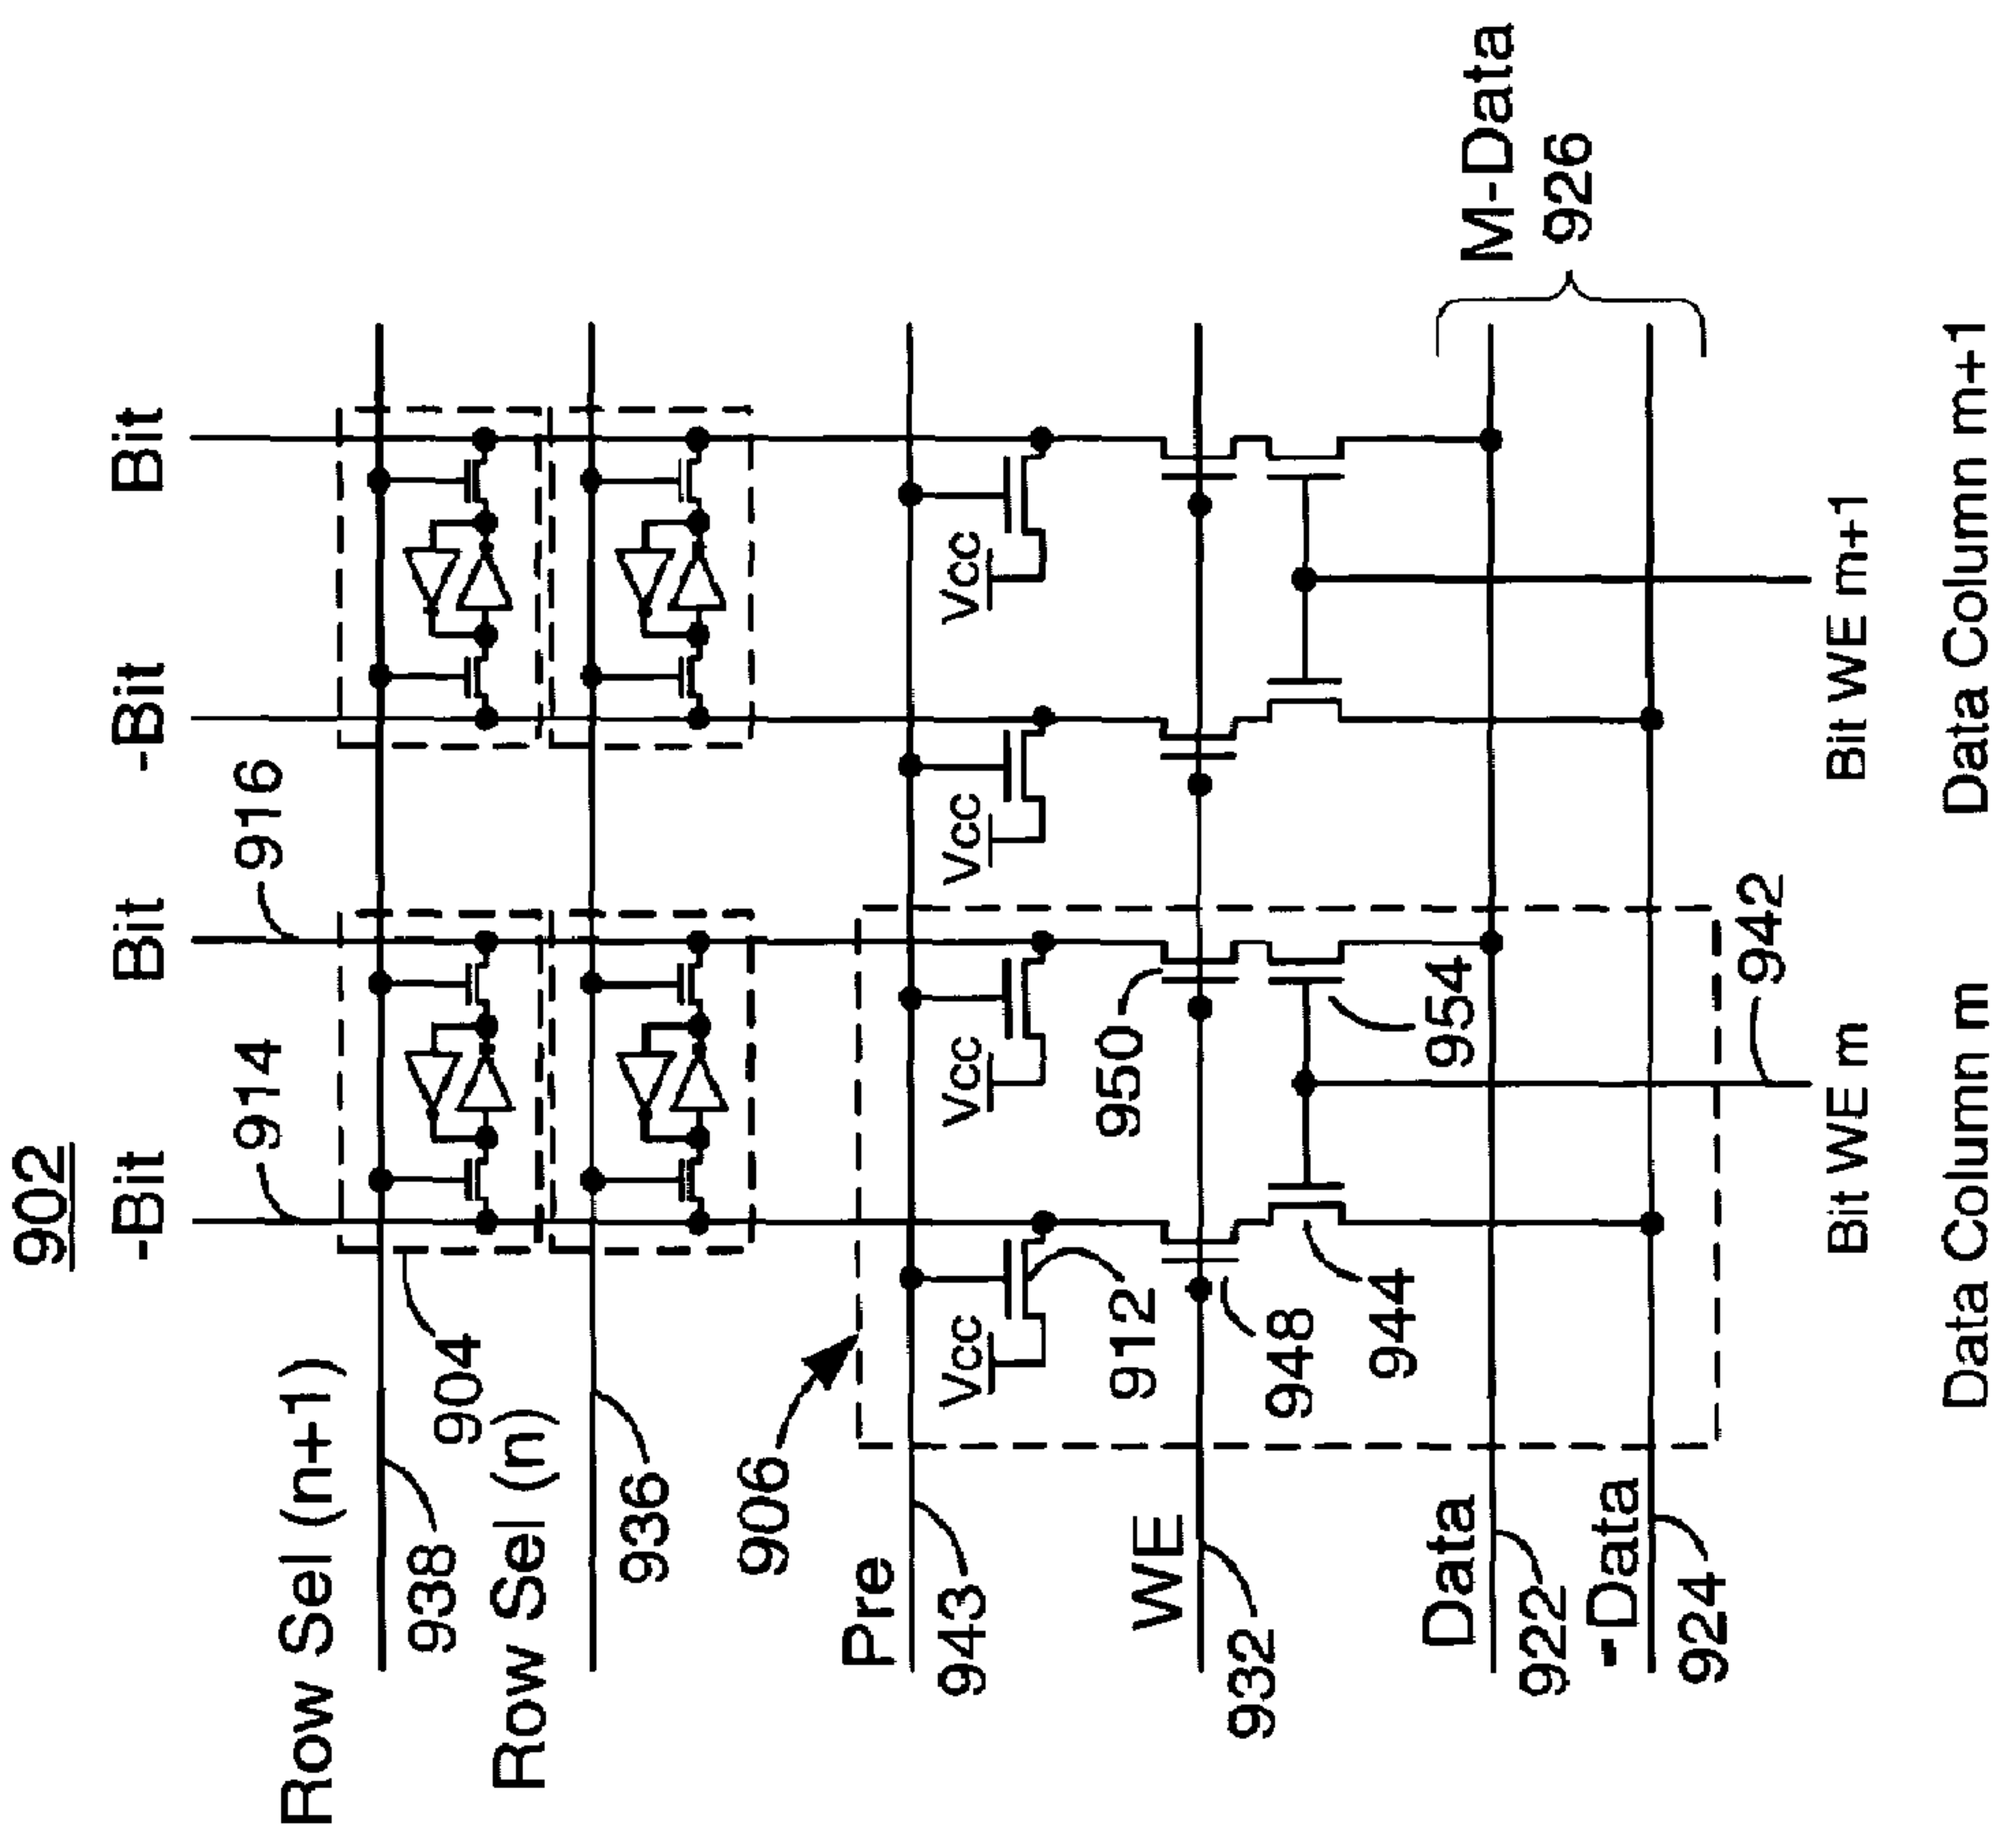 902
-Bit
Bit
-Bit
Bit
914
916
Row Sel (n+1)
938
904
Row Sel (n)
936
906
Pre
943
Vcc
Vcc
Vcc
Vcc
912
WE
932
948
950
944
954
Data
922
-Data
924
M-Data
926
942
Bit WE m
Bit WE m+1
Data Column m
Data Column m+1